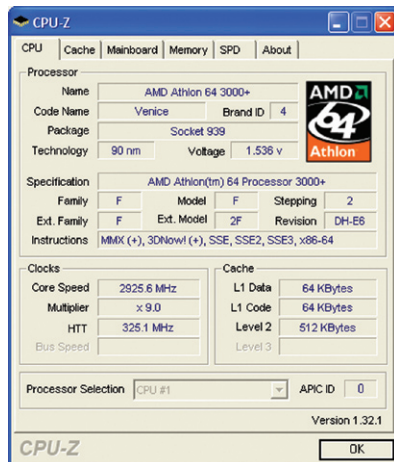 CPU-Z
CPU Cache Mainboard Memory SPD About
Processor
Name AMD Athlon 64 3000+
Code Name Venice Brand ID 4
Package Socket 939
Technology 90 nm Voltage 1.536 v
AMD
64
Athlon
Specification AMD Athlon(tm) 64 Processor 3000+
Family F Model F Stepping 2
Ext. Family F Ext. Model 2F Revision DH-E6
Instructions MMX (+), 3DNow! (+), SSE, SSE2, SSE3, x86-64
Clocks
Core Speed 2925.6 MHz
Multiplier x 9.0
HTT 325.1 MHz
Bus Speed
Cache
L1 Data 64 KBytes
L1 Code 64 KBytes
Level 2 512 KBytes
Level 3
Processor Selection CPU #1 APIC ID 0
Version 1.32.1
CPU-Z OK